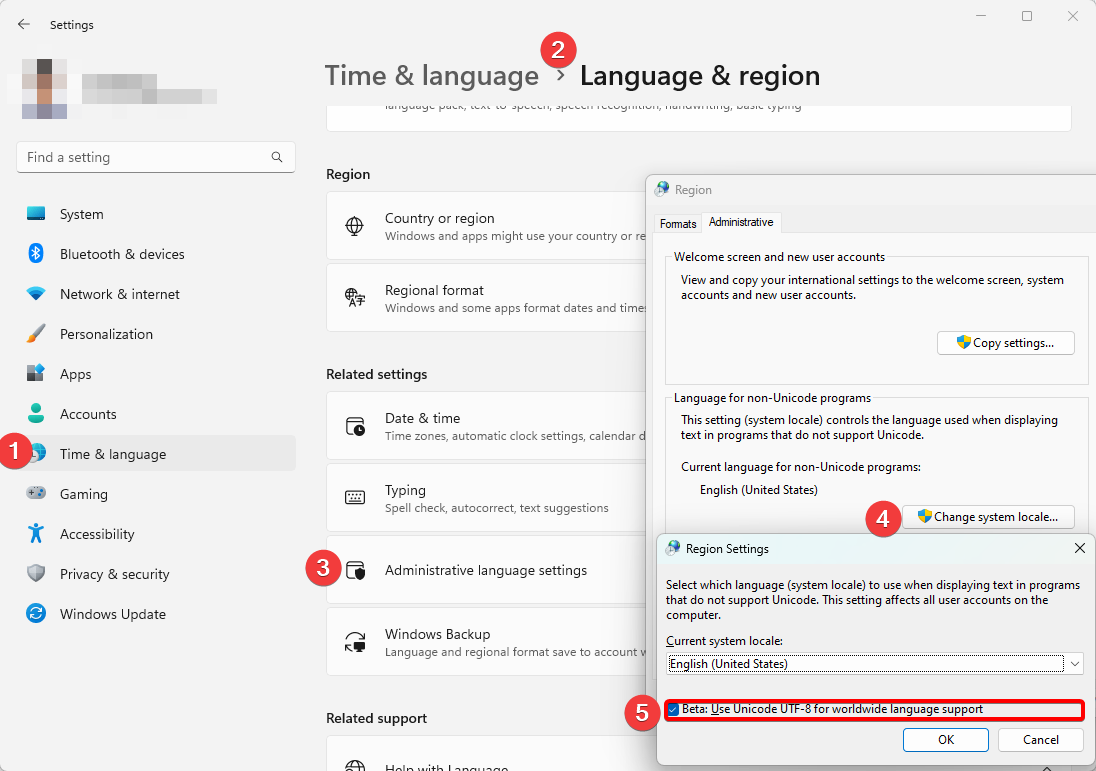 Settings
2
Time & language > Language & region
language pack, text-to-speech, speech recognition, handwriting, basic typing
Find a setting
System
Bluetooth & devices
Network & internet
Personalization
Apps
Accounts
1
Time & language
Gaming
Accessibility
Privacy & security
Windows Update
Region
Country or region
Windows and apps might use your country or re
Regional format
Windows and some apps format dates and times
Related settings
Date & time
Time zones, automatic clock settings, calendar d
Typing
Spell check, autocorrect, text suggestions
3
Administrative language settings
Windows Backup
Language and regional format save to account w
Related support
Help with Language
Region
Formats
Administrative
Welcome screen and new user accounts
View and copy your international settings to the welcome screen, system
accounts and new user accounts.
Copy settings...
Language for non-Unicode programs
This setting (system locale) controls the language used when displaying
text in programs that do not support Unicode.
Current language for non-Unicode programs:
English (United States)
4
Change system locale...
Region Settings
Select which language (system locale) to use when displaying text in programs
that do not support Unicode. This setting affects all user accounts on the
computer.
Current system locale:
English (United States)
5
Beta: Use Unicode UTF-8 for worldwide language support
OK
Cancel